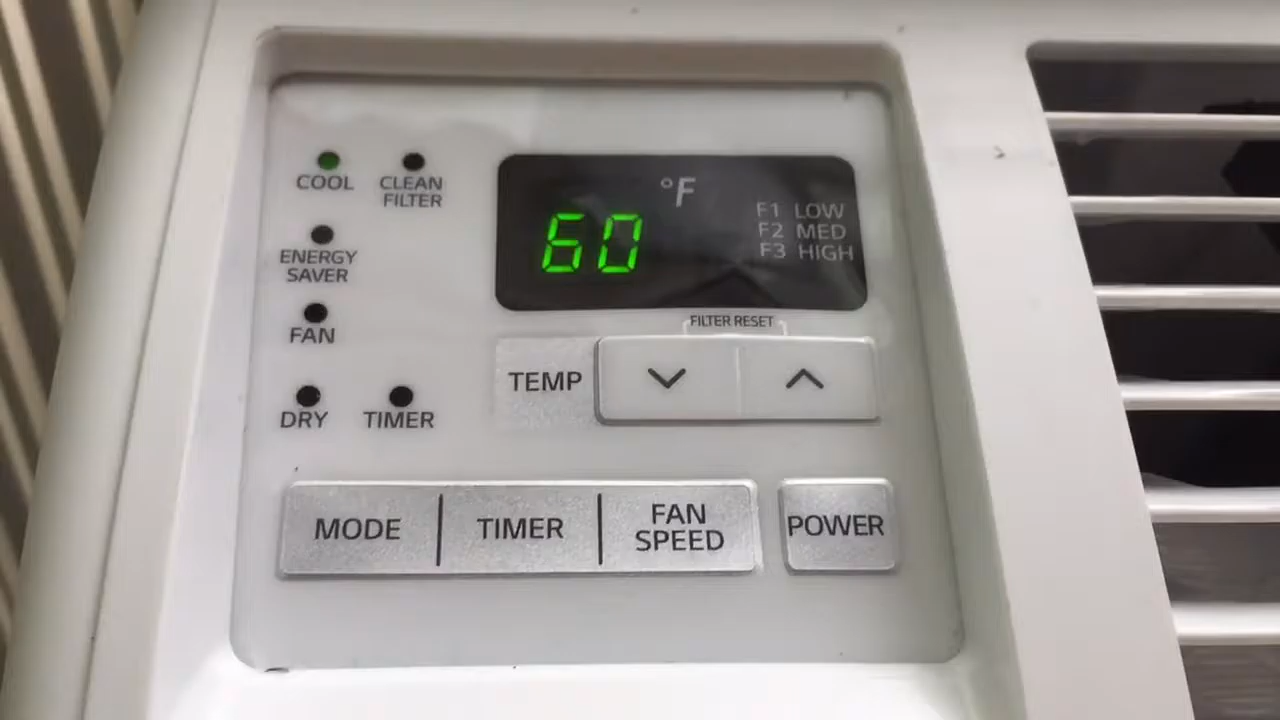 COOL
CLEAN
FILTER
ENERGY
SAVER
FAN
DRY
TIMER
°F
60
F1 LOW
F2 MED
F3 HIGH
FILTER RESET
TEMP
MODE
TIMER
FAN
SPEED
POWER